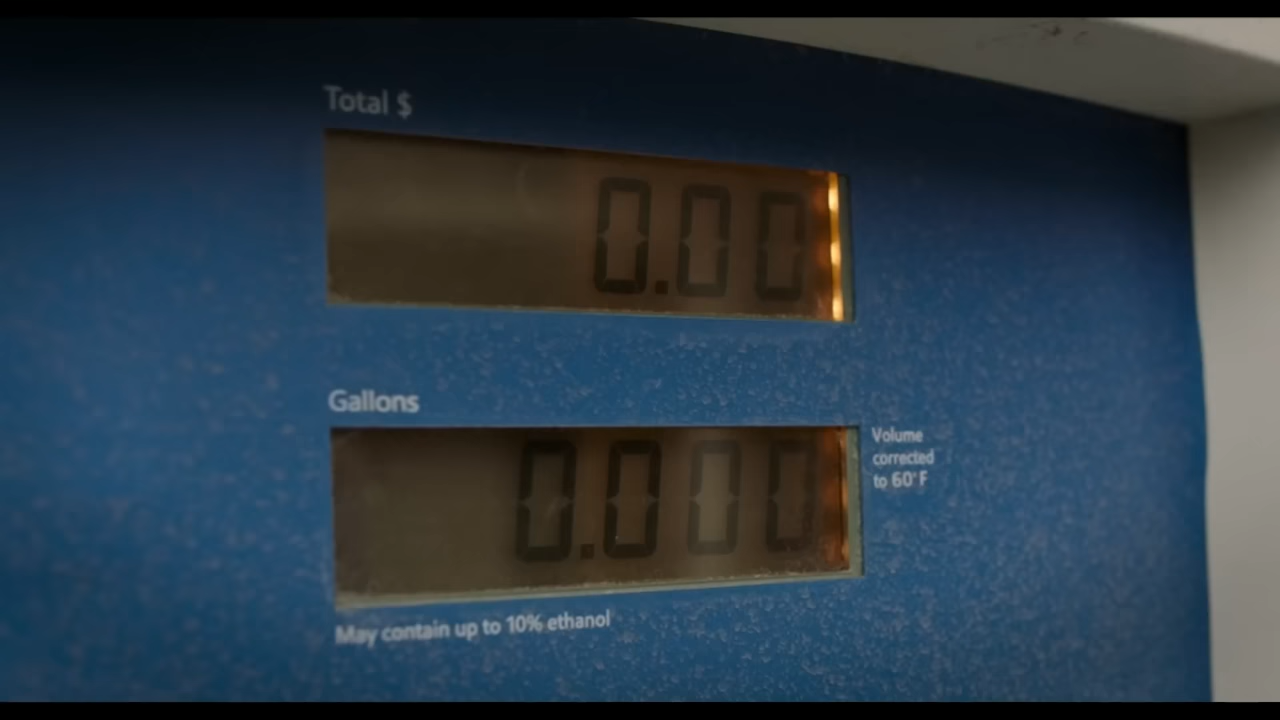 Total $
0.00
Gallons
0.000
Volume
corrected
to 60°F
May contain up to 10% ethanol